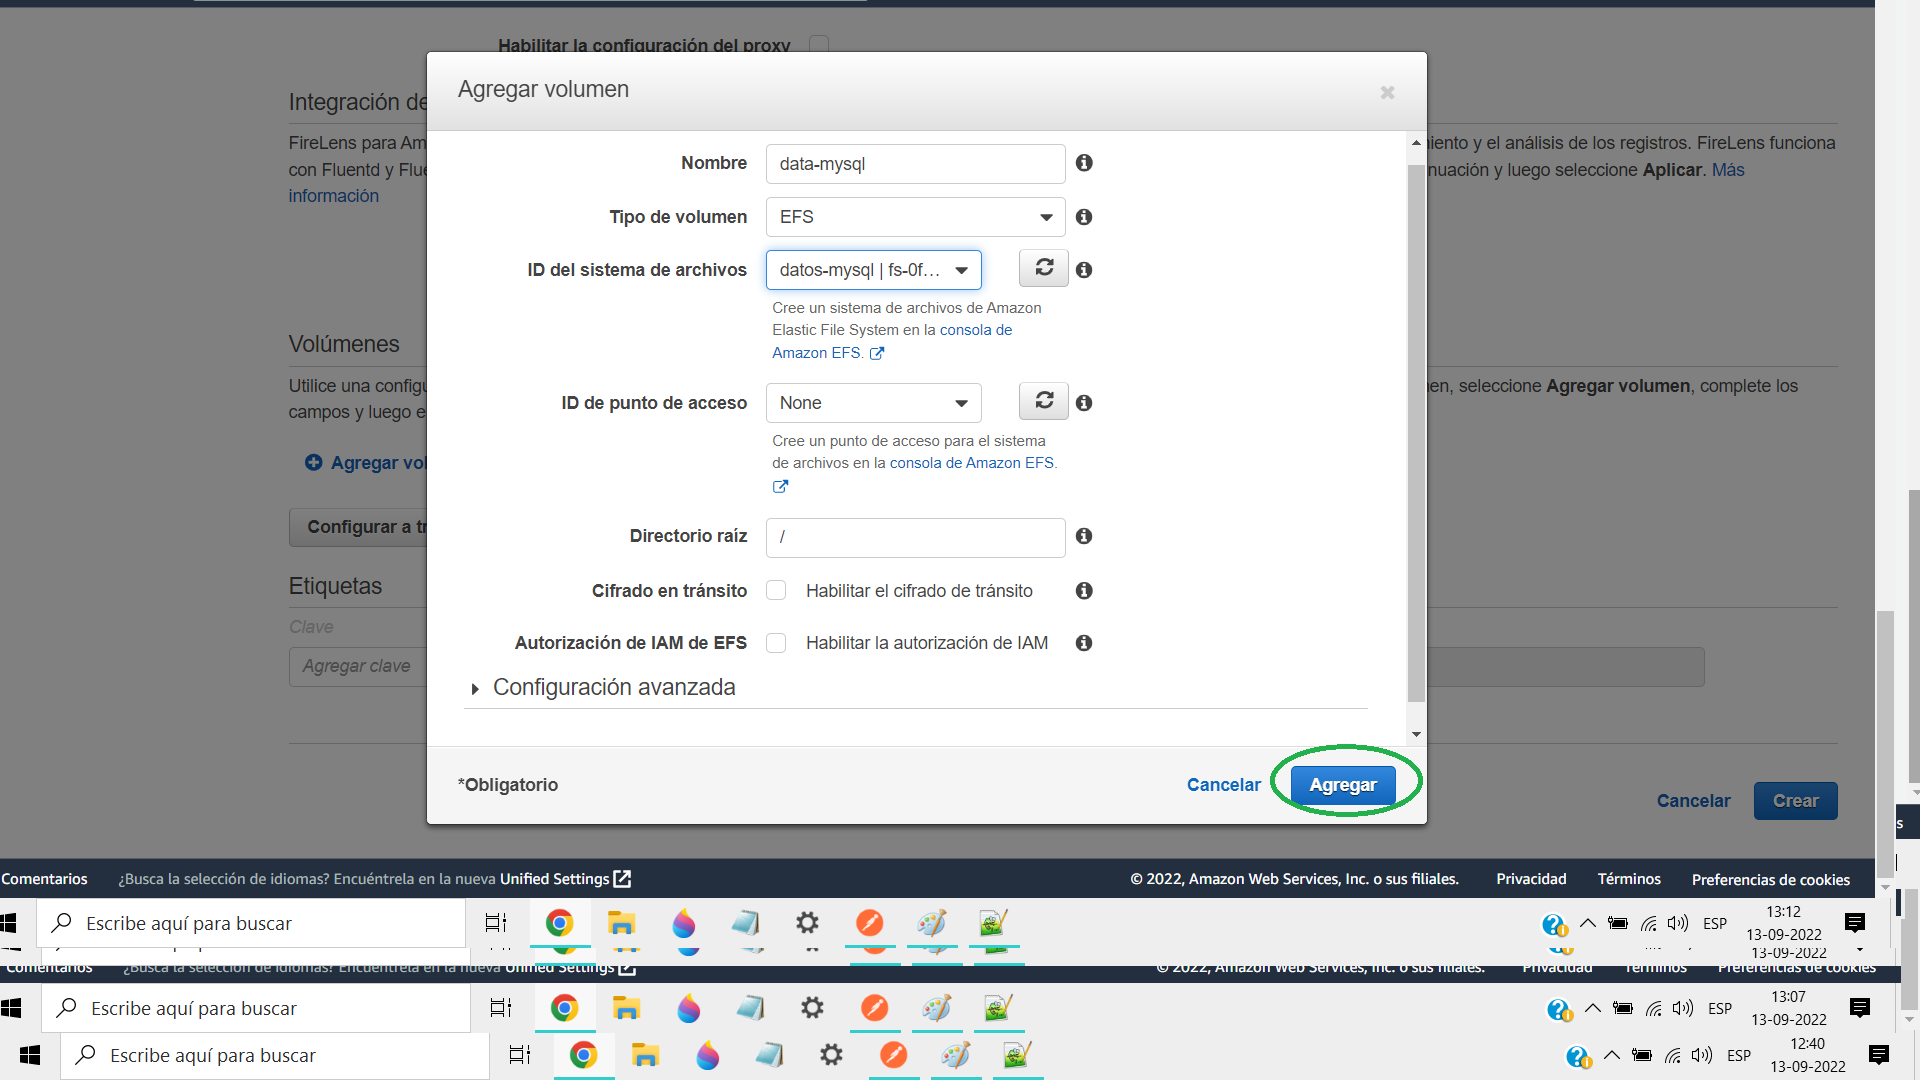 Habilitar la configuración del proxy
Agregar volumen
Integración de
FireLens para Am
con Fluentd y Flue
información
iento y el análisis de los registros. FireLens funciona
nuación y luego seleccione Aplicar. Más
Nombre
data-mysql
Tipo de volumen
EFS
ID del sistema de archivos
datos-mysql | fs-0f...
Cree un sistema de archivos de Amazon
Elastic File System en la consola de
Amazon EFS.
Volúmenes
Utilice una configu
campos y luego e
en, seleccione Agregar volumen, complete los
ID de punto de acceso
None
Cree un punto de acceso para el sistema
de archivos en la consola de Amazon EFS.
Agregar vol
Configurar a tr
Directorio raíz
/
Etiquetas
Cifrado en tránsito
Habilitar el cifrado de tránsito
Clave
Autorización de IAM de EFS
Habilitar la autorización de IAM
Agregar clave
Configuración avanzada
*Obligatorio
Cancelar
Agregar
Cancelar
Crear
s
Comentarios
¿Busca la selección de idiomas? Encuéntrela en la nueva Unified Settings
© 2022, Amazon Web Services, Inc. o sus filiales.
Privacidad
Términos
Preferencias de cookies
Escribe aquí para buscar
ESP
13:12
13-09-2022
13-09-2022
Comentarios
¿Busca la selección de idiomas? Encuéntrela en la nueva Unified Settings
© 2022, Amazon Web Services, Inc. o sus filiales.
Privacidad
Términos
Preferencias de cookies
Escribe aquí para buscar
ESP
13:07
13-09-2022
Escribe aquí para buscar
ESP
12:40
13-09-2022